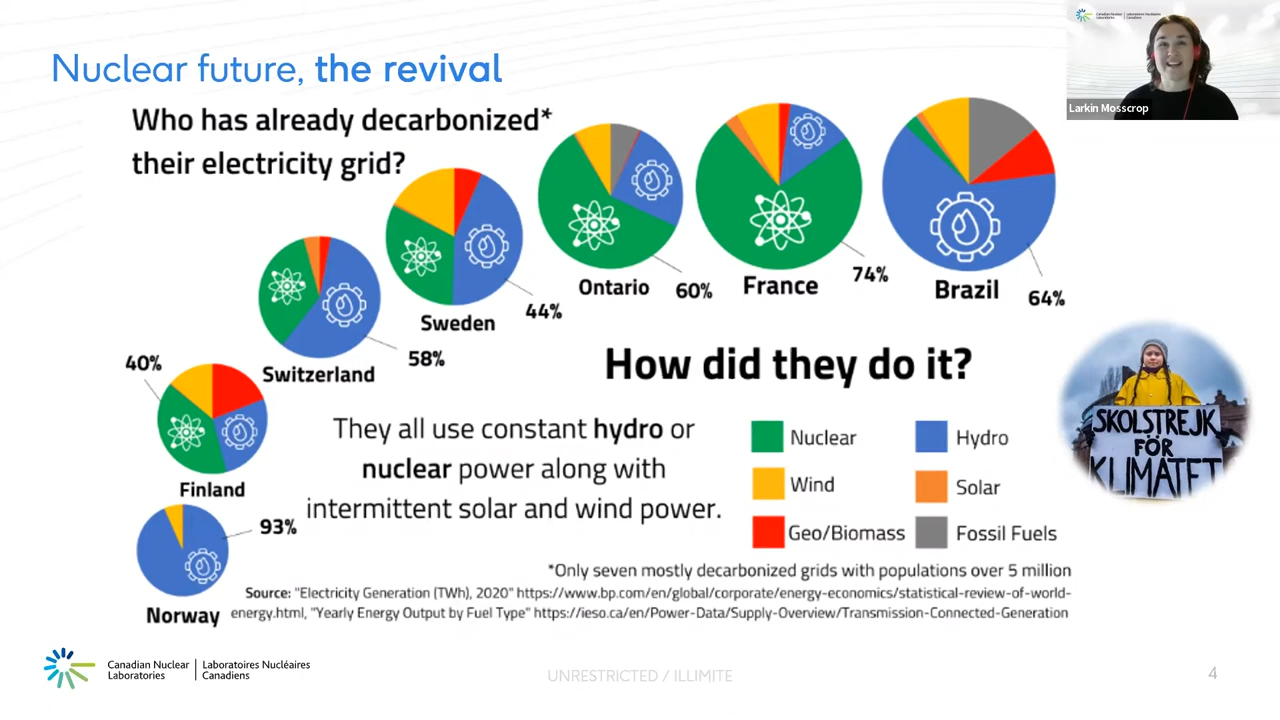 Nuclear future, the revival
Canadian Nuclear
Laboratories
Laboratoires Nucléaires
Canadiens
Larkin Mosscrop
Who has already decarbonized*
their electricity grid?
Ontario
60%
France
74%
Brazil
64%
Sweden
44%
Switzerland
58%
40%
Finland
93%
Norway
How did they do it?
They all use constant hydro or
nuclear power along with
intermittent solar and wind power.
Nuclear
Hydro
Wind
Solar
Geo/Biomass
Fossil Fuels
SKOLSTREJK
FÖR
KLIMATET
*Only seven mostly decarbonized grids with populations over 5 million
Source: "Electricity Generation (TWh), 2020" https://www.bp.com/en/global/corporate/energy-economics/statistical-review-of-world-
energy.html, "Yearly Energy Output by Fuel Type" https://ieso.ca/en/Power-Data/Supply-Overview/Transmission-Connected-Generation
Canadian Nuclear
Laboratories
Laboratoires Nucléaires
Canadiens
UNRESTRICTED / ILLIMITE
4